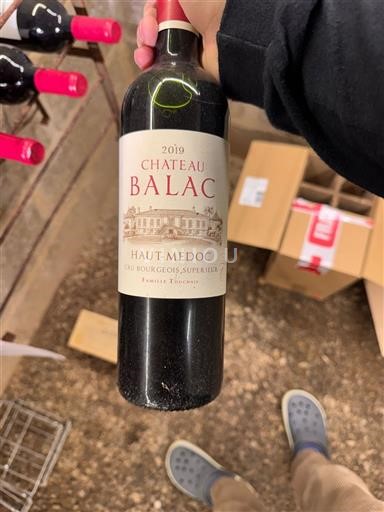 2019
CHATEAU
BALAC
HAUT-MEDOC
CRU BOURGEOIS SUPERIEUR
FAMILLE TOUCHAIS